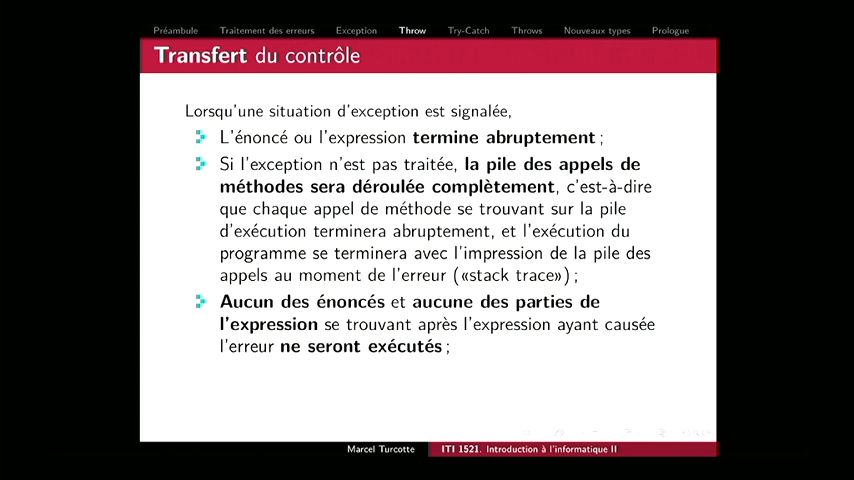 Préambule Traitement des erreurs Exception Throw Try-Catch Throws Nouveaux types Prologue
Transfert du contrôle
Lorsqu'une situation d'exception est signalée,
L'énoncé ou l'expression termine abruptement ;
Si l'exception n'est pas traitée, la pile des appels de
méthodes sera déroulée complètement, c'est-à-dire
que chaque appel de méthode se trouvant sur la pile
d'exécution terminera abruptement, et l'exécution du
programme se terminera avec l'impression de la pile des
appels au moment de l'erreur («stack trace») ;
Aucun des énoncés et aucune des parties de
l'expression se trouvant après l'expression ayant causée
l'erreur ne seront exécutés ;
Marcel Turcotte ITI 1521. Introduction à l'informatique II